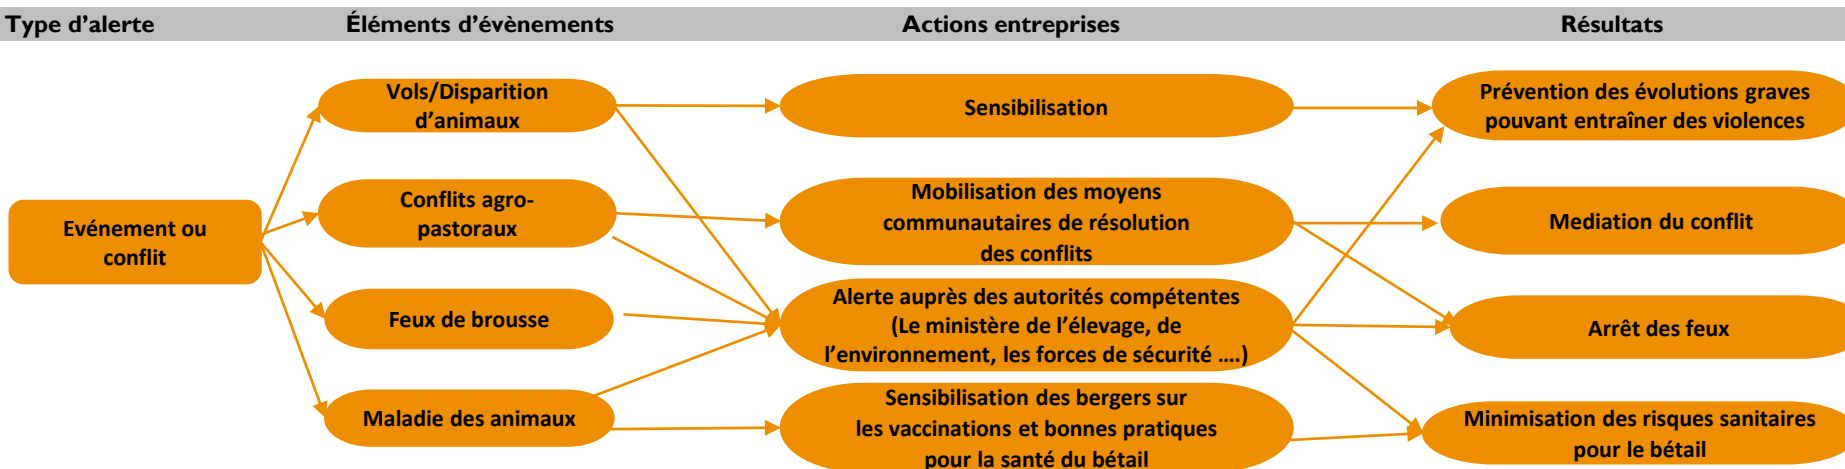 Type d’alerte
Éléments d’évènements
Actions entreprises
Résultats
Evénement ou
conflit
Vols/Disparition
d’animaux
Conflits agro-
pastoraux
Feux de brousse
Maladie des animaux
Sensibilisation
Mobilisation des moyens
communautaires de résolution
des conflits
Alerte auprès des autorités compétentes
(Le ministère de l’élevage, de
l’environnement, les forces de sécurité ….)
Sensibilisation des bergers sur
les vaccinations et bonnes pratiques
pour la santé du bétail
Prévention des évolutions graves
pouvant entraîner des violences
Mediation du conflit
Arrêt des feux
Minimisation des risques sanitaires
pour le bétail